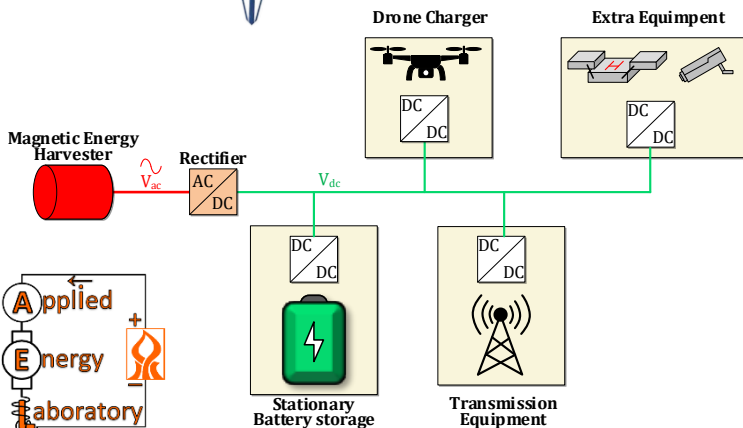 Drone Charger
Extra Equimpent
DC
DC
H
DC
DC
Magnetic Energy
Harvester
Rectifier
Vac
AC
DC
Vdc
DC
DC
DC
DC
Applied
+
Energy
−
Laboratory
Stationary
Battery storage
Transmission
Equipment